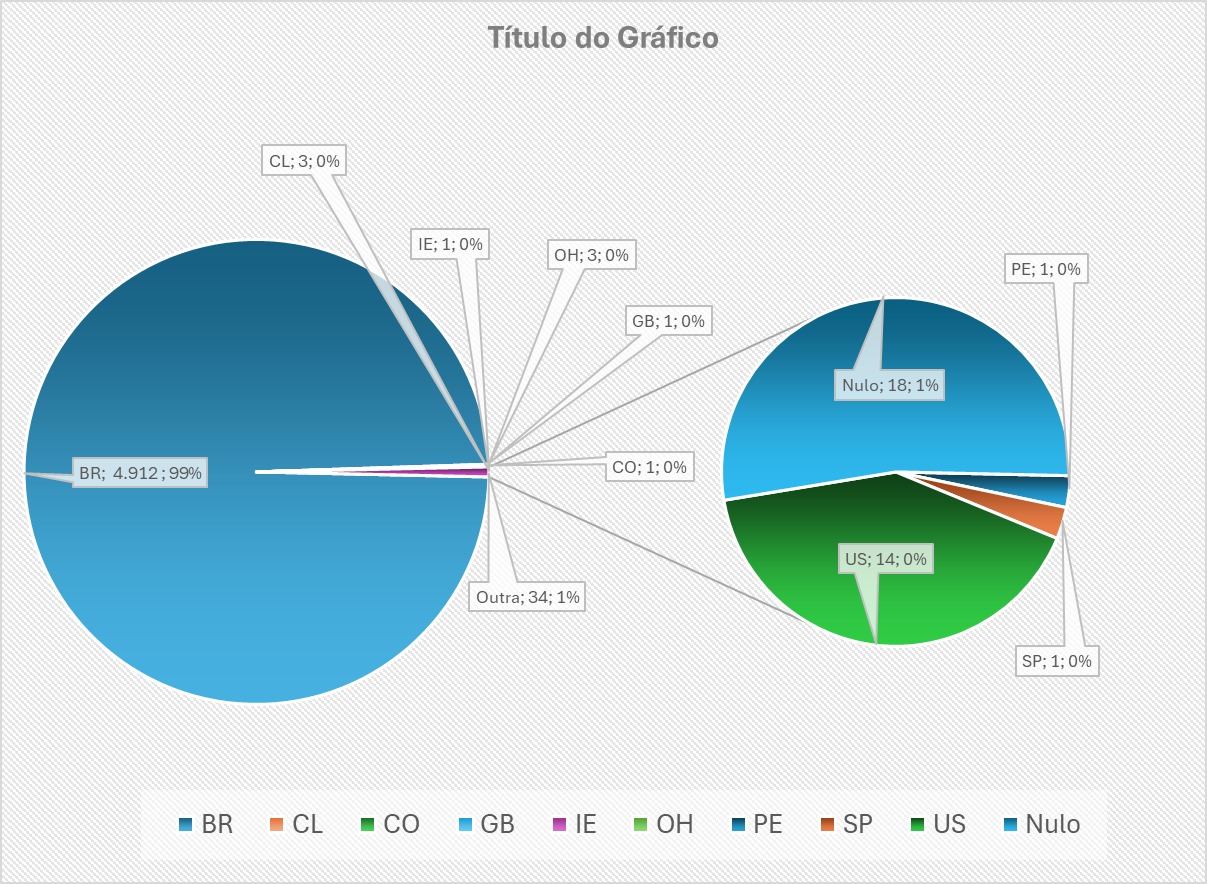 Título do Gráfico
CL; 3; 0%
IE; 1; 0%
OH; 3; 0%
PE; 1; 0%
GB; 1; 0%
Nulo; 18; 1%
CO; 1; 0%
BR; 4.912 ; 99%
US; 14; 0%
Outra; 34; 1%
SP; 1; 0%
BR CL CO GB IE OH PE SP US Nulo